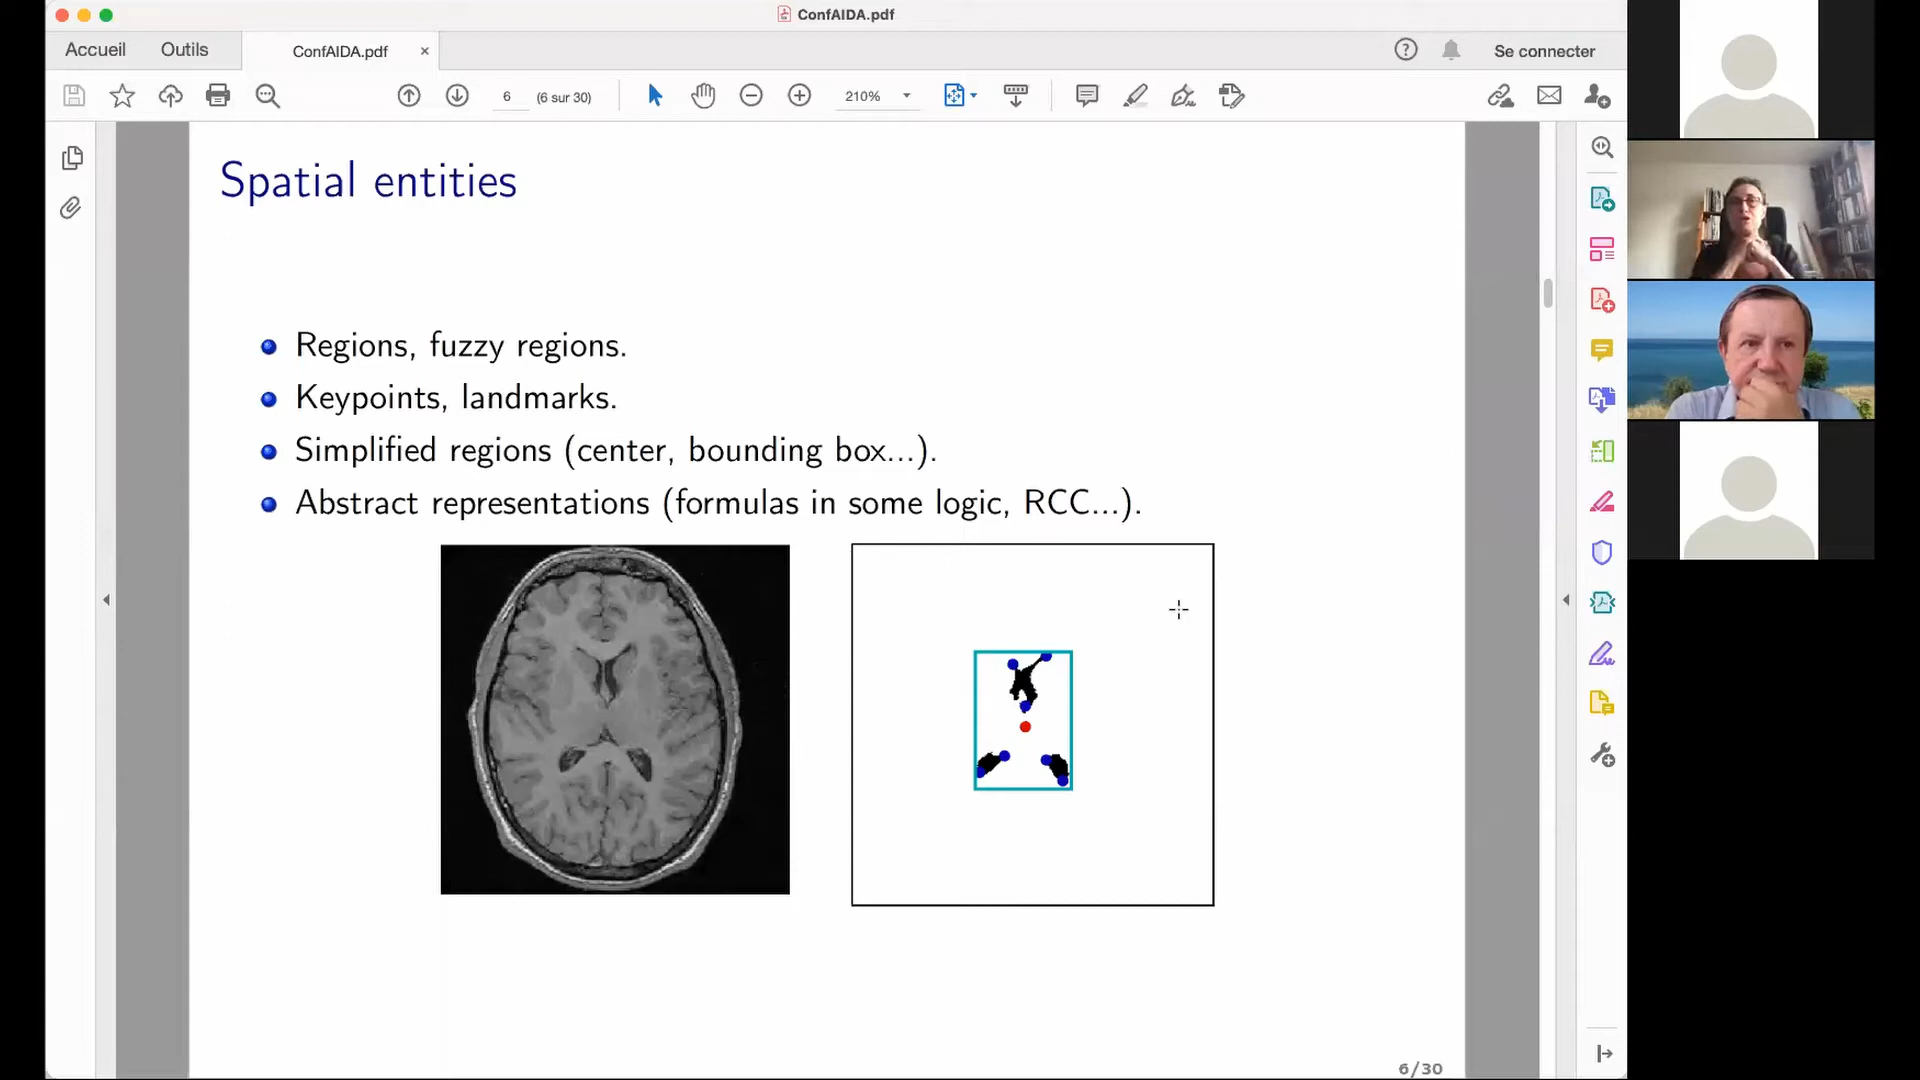 ConfAIDA.pdf
Accueil Outils ConfAIDA.pdf × Se connecter
6 (6 sur 30) 210%
Spatial entities
Regions, fuzzy regions.
Keypoints, landmarks.
Simplified regions (center, bounding box...).
Abstract representations (formulas in some logic, RCC...).
6/30